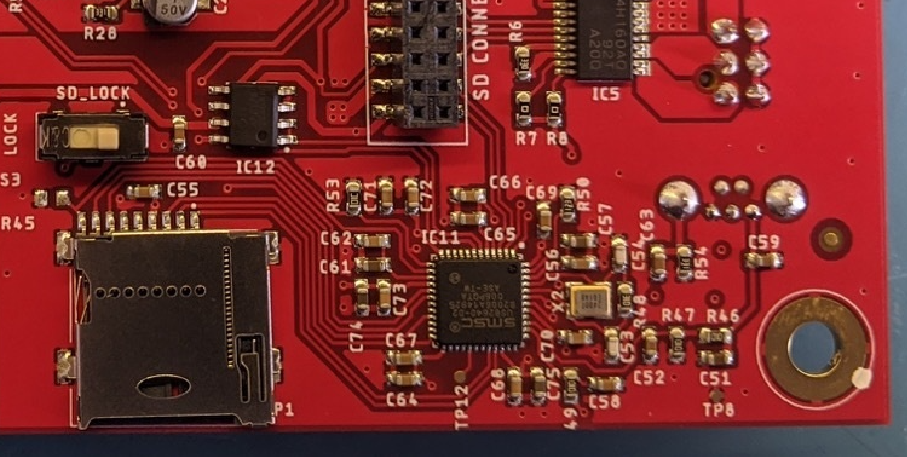 R28
50V
R6
SD CONNE
IC5
SD_LOCK
LOCK
C60
IC12
R7
R8
S3
C55
R45
R53
C71
C72
C66
C69
R50
C57
C63
C62
IC11
C65
C61
C56
C54
R54
C59
SMSC
C74
C73
X2
R48
C67
C70
C53
R47
R46
C64
C52
C51
TP12
C68
C75
C58
P1
TP8